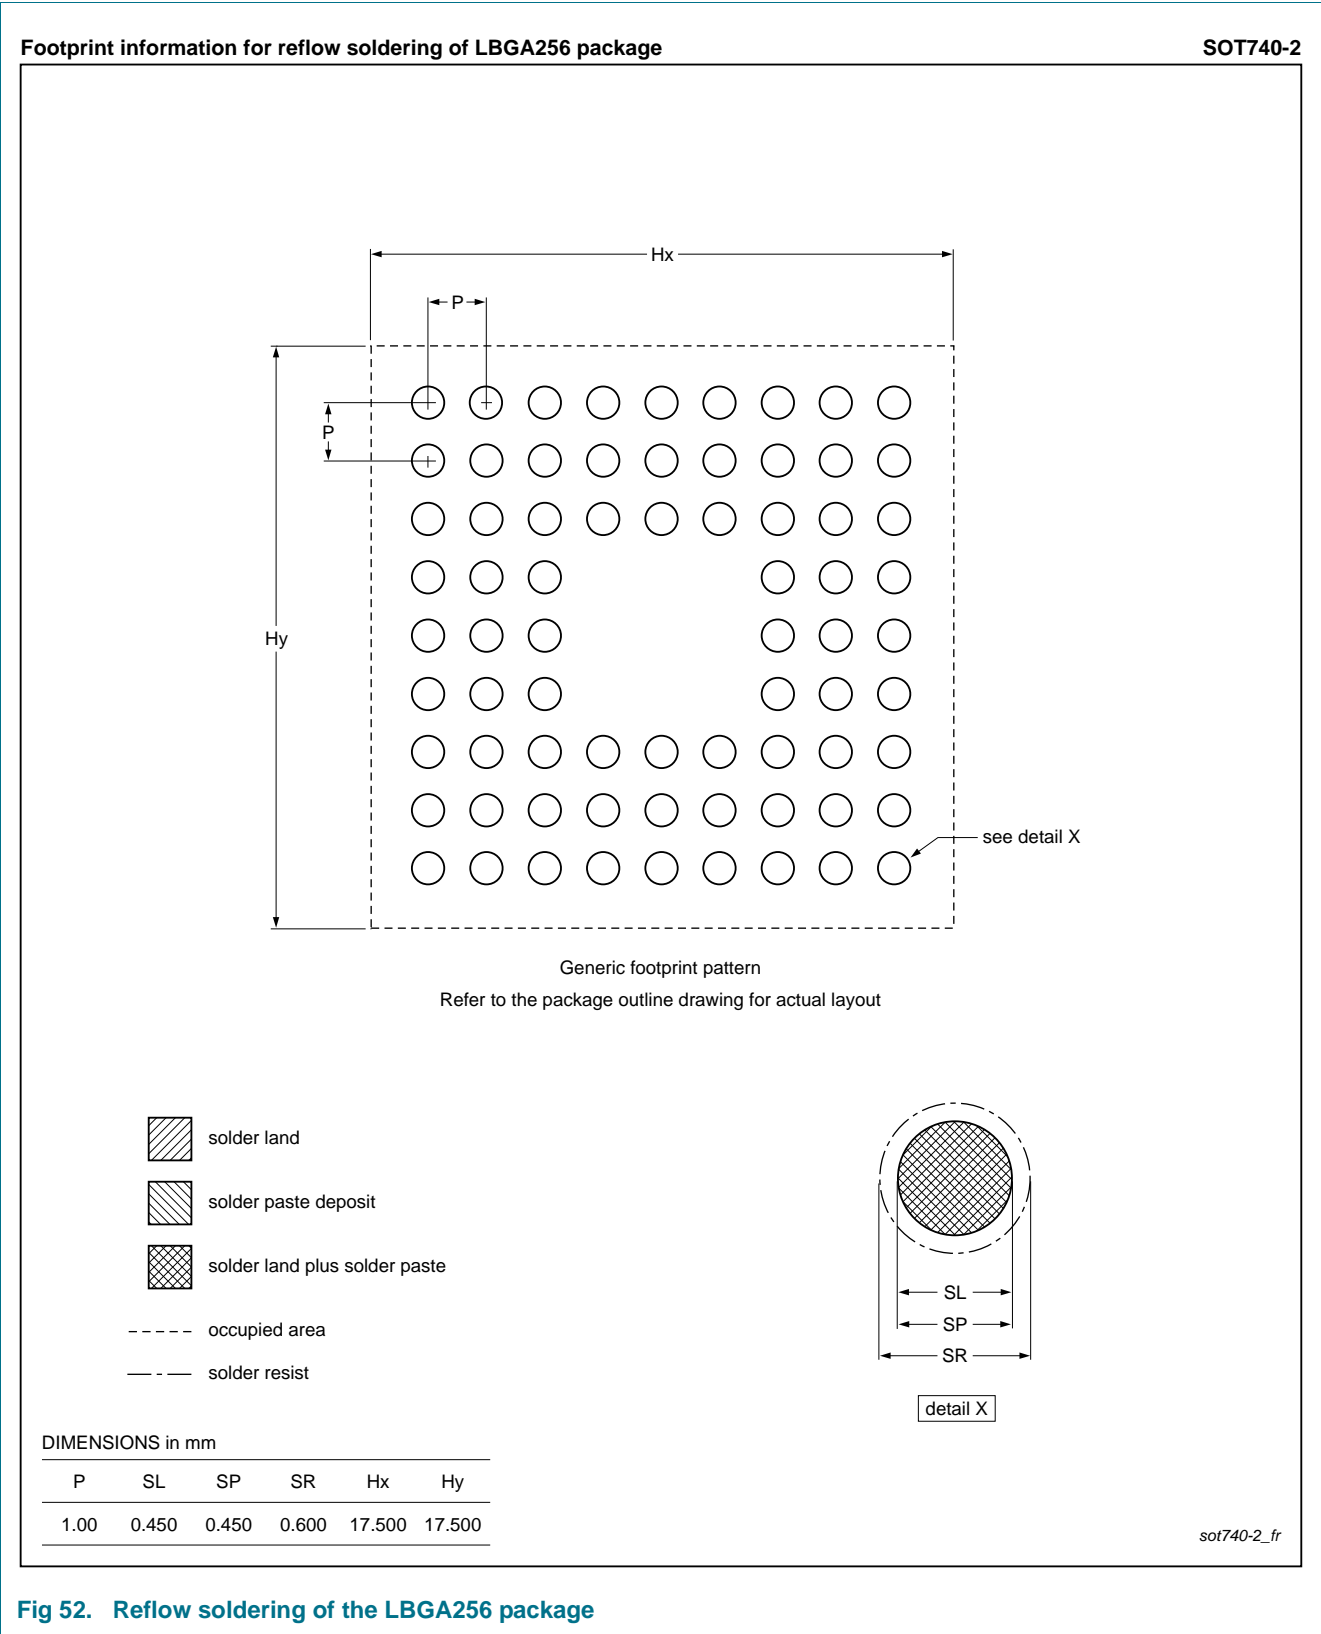 Footprint information for reflow soldering of LBGA256 package SOT740-2
Hx
P
P
Hy
see detail X
Generic footprint pattern
Refer to the package outline drawing for actual layout
solder land
solder paste deposit
solder land plus solder paste
occupied area
solder resist
SL
SP
SR
detail X
DIMENSIONS in mm
P SL SP SR Hx Hy
1.00 0.450 0.450 0.600 17.500 17.500
sot740-2_fr
Fig 52. Reflow soldering of the LBGA256 package